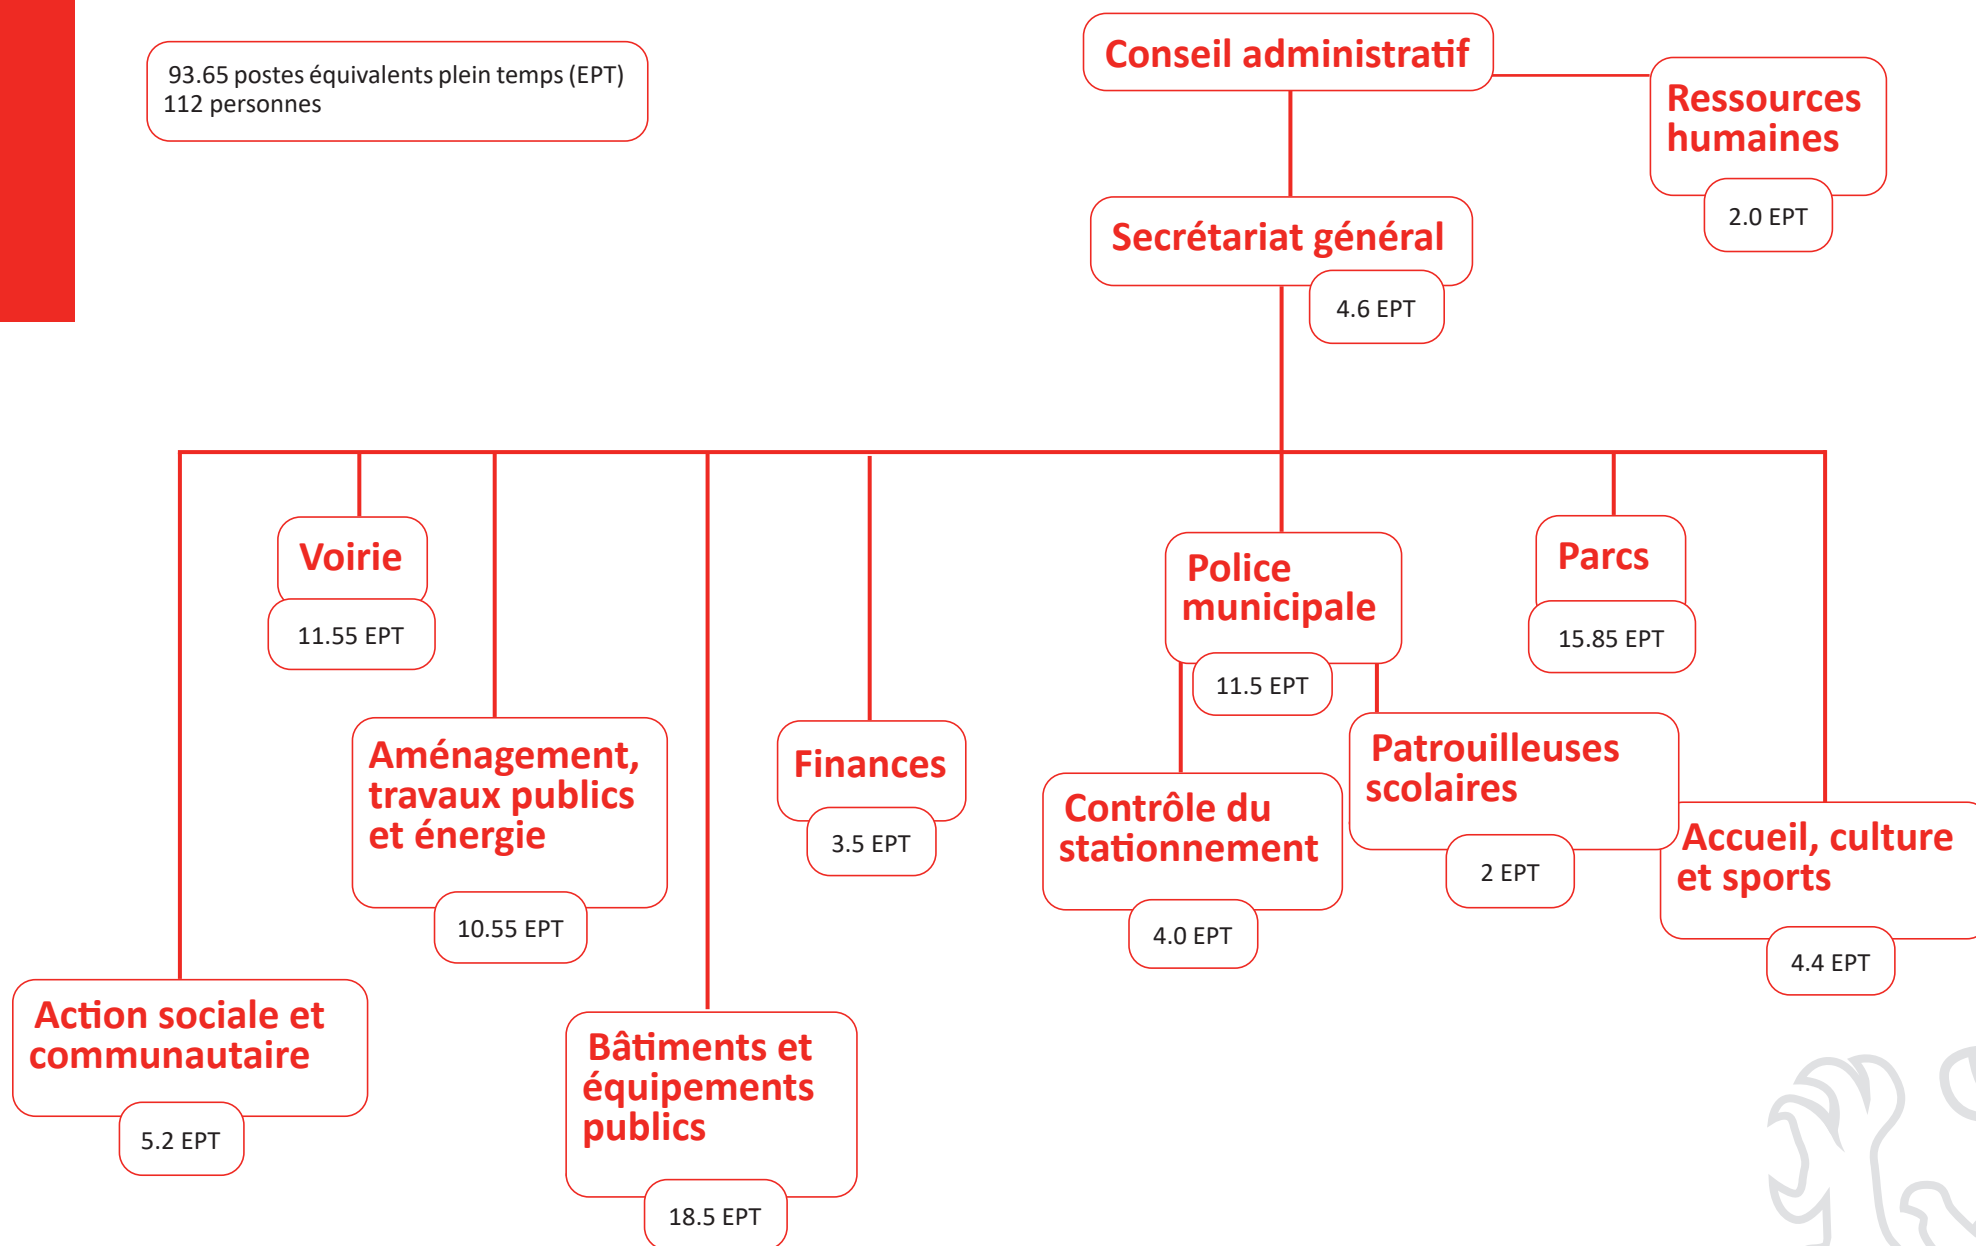 93.65 postes équivalents plein temps (EPT)
112 personnes
Conseil administratif
Ressources
humaines
2.0 EPT
Secrétariat général
4.6 EPT
Voirie
11.55 EPT
Police
municipale
11.5 EPT
Parcs
15.85 EPT
Aménagement,
travaux publics
et énergie
10.55 EPT
Finances
3.5 EPT
Contrôle du
stationnement
4.0 EPT
Patrouilleuses
scolaires
2 EPT
Accueil, culture
et sports
4.4 EPT
Action sociale et
communautaire
5.2 EPT
Bâtiments et
équipements
publics
18.5 EPT